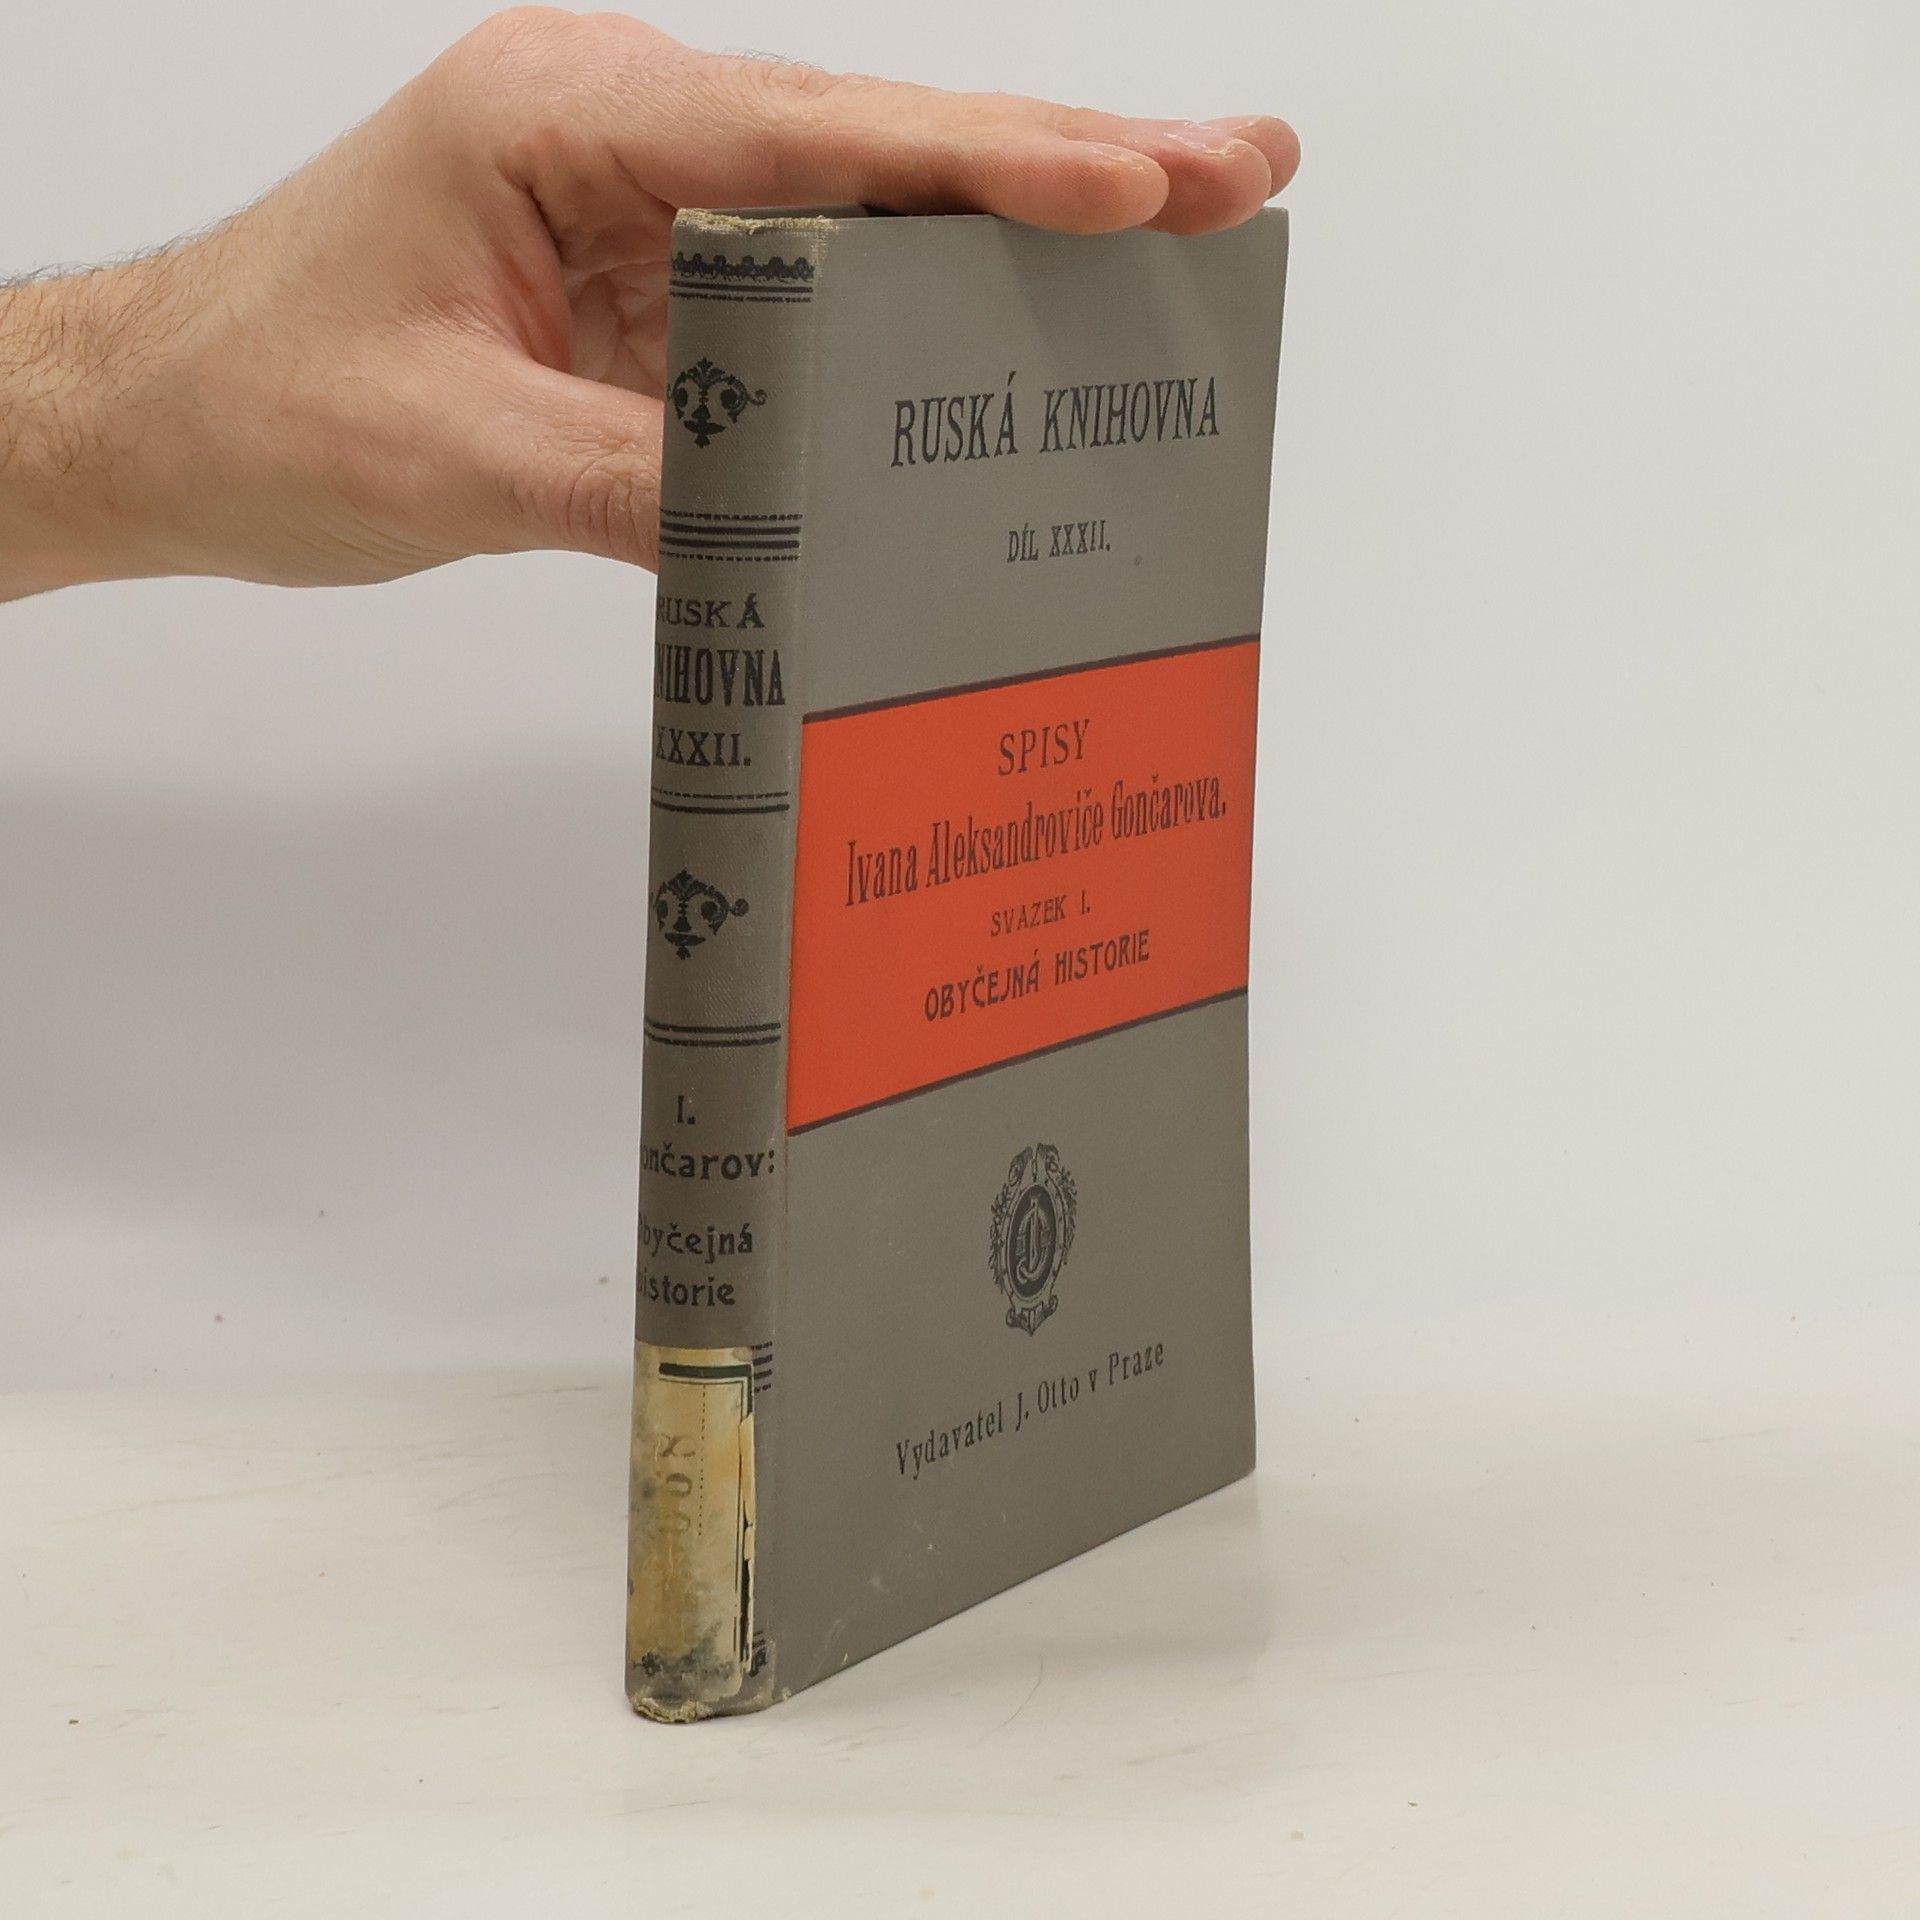 RUSKÁ KNIHOVNA
DÍL XXXII.
SPISY
Ivana Aleksandroviče Gončarova.
SVAZEK I.
OBYČEJNÁ HISTORIE
Vydavatel J. Otto v Praze
RUSKÁ
KNIHOVNA
XXXII.
I.
Gončarov:
Obyčejná
historie